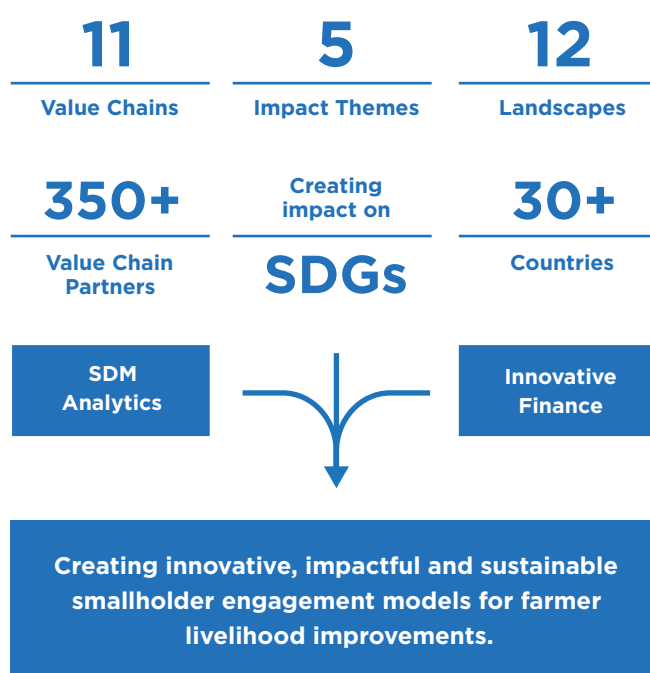 11
Value Chains
5
Impact Themes
12
Landscapes
350+
Value Chain
Partners
Creating
impact on
SDGs
30+
Countries
SDM
Analytics
Innovative
Finance
Creating innovative, impactful and sustainable
smallholder engagement models for farmer
livelihood improvements.